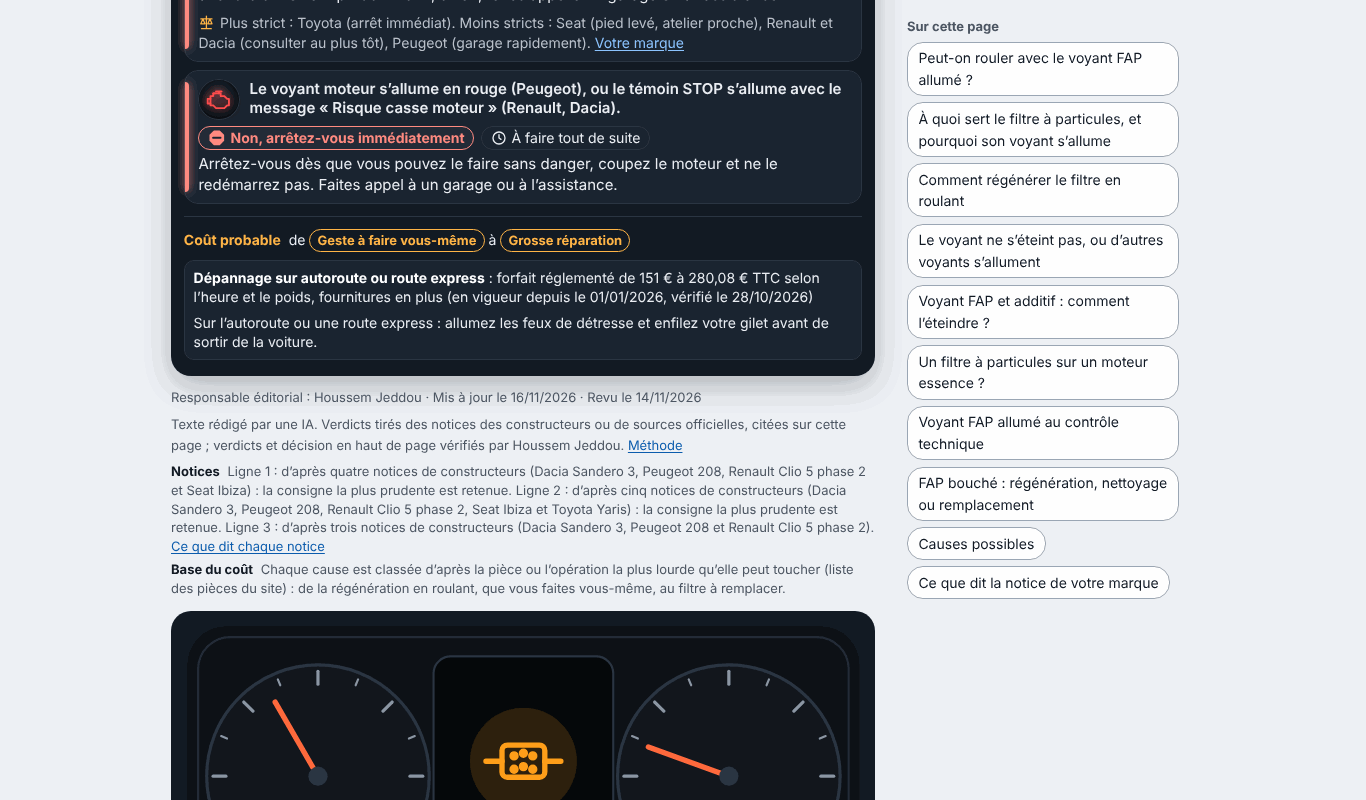 Plus strict : Toyota (arrêt immédiat). Moins stricts : Seat (pied levé, atelier proche), Renault et
Dacia (consulter au plus tôt), Peugeot (garage rapidement). Votre marque
Le voyant moteur s’allume en rouge (Peugeot), ou le témoin STOP s’allume avec le
message « Risque casse moteur » (Renault, Dacia).
Non, arrêtez-vous immédiatement
À faire tout de suite
Arrêtez-vous dès que vous pouvez le faire sans danger, coupez le moteur et ne le
redémarrez pas. Faites appel à un garage ou à l’assistance.
Coût probable de Geste à faire vous-même à Grosse réparation
Dépannage sur autoroute ou route express : forfait réglementé de 151 € à 280,08 € TTC selon
l’heure et le poids, fournitures en plus (en vigueur depuis le 01/01/2026, vérifié le 28/10/2026)
Sur l’autoroute ou une route express : allumez les feux de détresse et enfilez votre gilet avant de
sortir de la voiture.
Responsable éditorial : Houssem Jeddou · Mis à jour le 16/11/2026 · Revu le 14/11/2026
Texte rédigé par une IA. Verdicts tirés des notices des constructeurs ou de sources officielles, citées sur cette
page ; verdicts et décision en haut de page vérifiés par Houssem Jeddou. Méthode
Notices Ligne 1 : d’après quatre notices de constructeurs (Dacia Sandero 3, Peugeot 208, Renault Clio 5 phase 2
et Seat Ibiza) : la consigne la plus prudente est retenue. Ligne 2 : d’après cinq notices de constructeurs (Dacia
Sandero 3, Peugeot 208, Renault Clio 5 phase 2, Seat Ibiza et Toyota Yaris) : la consigne la plus prudente est
retenue. Ligne 3 : d’après trois notices de constructeurs (Dacia Sandero 3, Peugeot 208 et Renault Clio 5 phase 2).
Ce que dit chaque notice
Base du coût Chaque cause est classée d’après la pièce ou l’opération la plus lourde qu’elle peut toucher (liste
des pièces du site) : de la régénération en roulant, que vous faites vous-même, au filtre à remplacer.
Sur cette page
Peut-on rouler avec le voyant FAP
allumé ?
À quoi sert le filtre à particules, et
pourquoi son voyant s’allume
Comment régénérer le filtre en
roulant
Le voyant ne s’éteint pas, ou d’autres
voyants s’allument
Voyant FAP et additif : comment
l’éteindre ?
Un filtre à particules sur un moteur
essence ?
Voyant FAP allumé au contrôle
technique
FAP bouché : régénération, nettoyage
ou remplacement
Causes possibles
Ce que dit la notice de votre marque